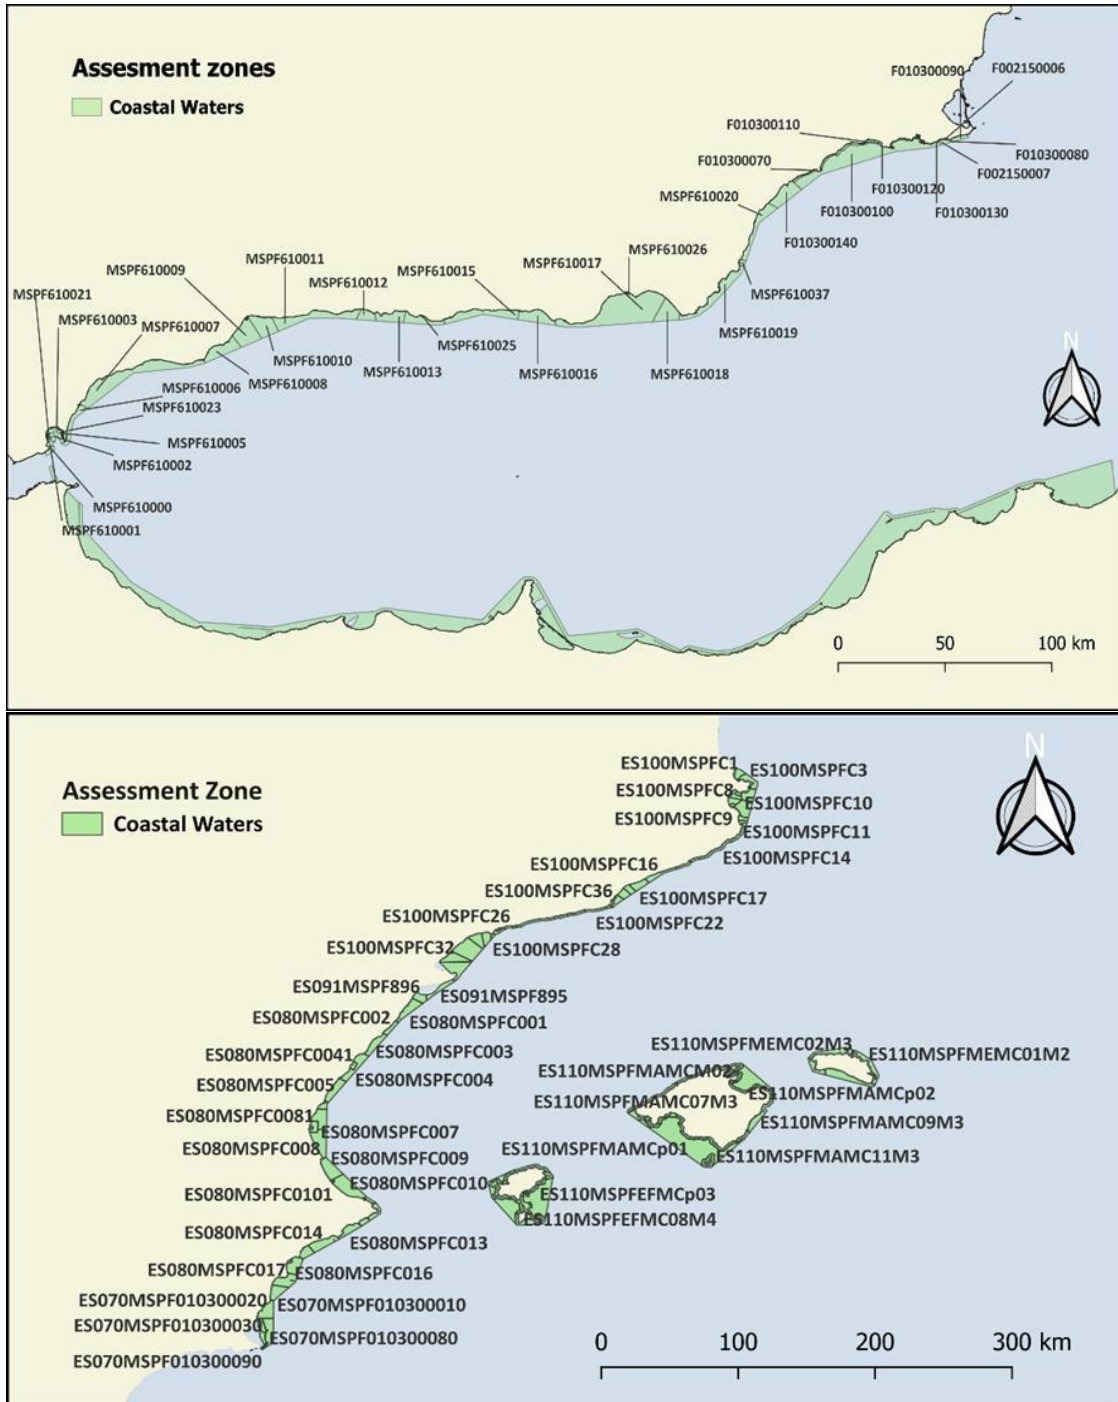 Assesment zones
Coastal Waters
F010300090
F002150006
F010300110
F010300080
F010300070
F002150007
F010300120
MSPF610020
F010300100
F010300130
F010300140
MSPF610026
MSPF610017
MSPF610011
MSPF610009
MSPF610015
MSPF610012
MSPF610021
MSPF610037
MSPF610003
MSPF610007
MSPF610019
MSPF610025
MSPF610010
MSPF610013
MSPF610016
MSPF610018
MSPF610008
MSPF610006
MSPF610023
MSPF610005
MSPF610002
MSPF610000
MSPF610001
N
0 50 100 km
Assessment Zone
Coastal Waters
N
ES100MSPFC1
ES100MSPFC3
ES100MSPFC8
ES100MSPFC10
ES100MSPFC9
ES100MSPFC11
ES100MSPFC14
ES100MSPFC16
ES100MSPFC36
ES100MSPFC17
ES100MSPFC26
ES100MSPFC22
ES100MSPFC32
ES100MSPFC28
ES091MSPF896
ES091MSPF895
ES080MSPFC002
ES080MSPFC001
ES080MSPFC0041
ES080MSPFC003
ES110MSPFMEMC02M3
ES110MSPFMEMC01M2
ES080MSPFC005
ES080MSPFC004
ES110MSPFMAMCM02
ES110MSPFMAMCp02
ES110MSPFMAMC07M3
ES080MSPFC0081
ES110MSPFMAMC09M3
ES080MSPFC007
ES080MSPFC008
ES110MSPFMAMCp01
ES110MSPFMAMC11M3
ES080MSPFC009
ES080MSPFC010
ES080MSPFC0101
ES110MSPFEFMCp03
ES110MSPFEFMC08M4
ES080MSPFC014
ES080MSPFC013
ES080MSPFC017
ES080MSPFC016
ES070MSPF010300020
ES070MSPF010300010
ES070MSPF010300030
ES070MSPF010300080
ES070MSPF010300090
0 100 200 300 km